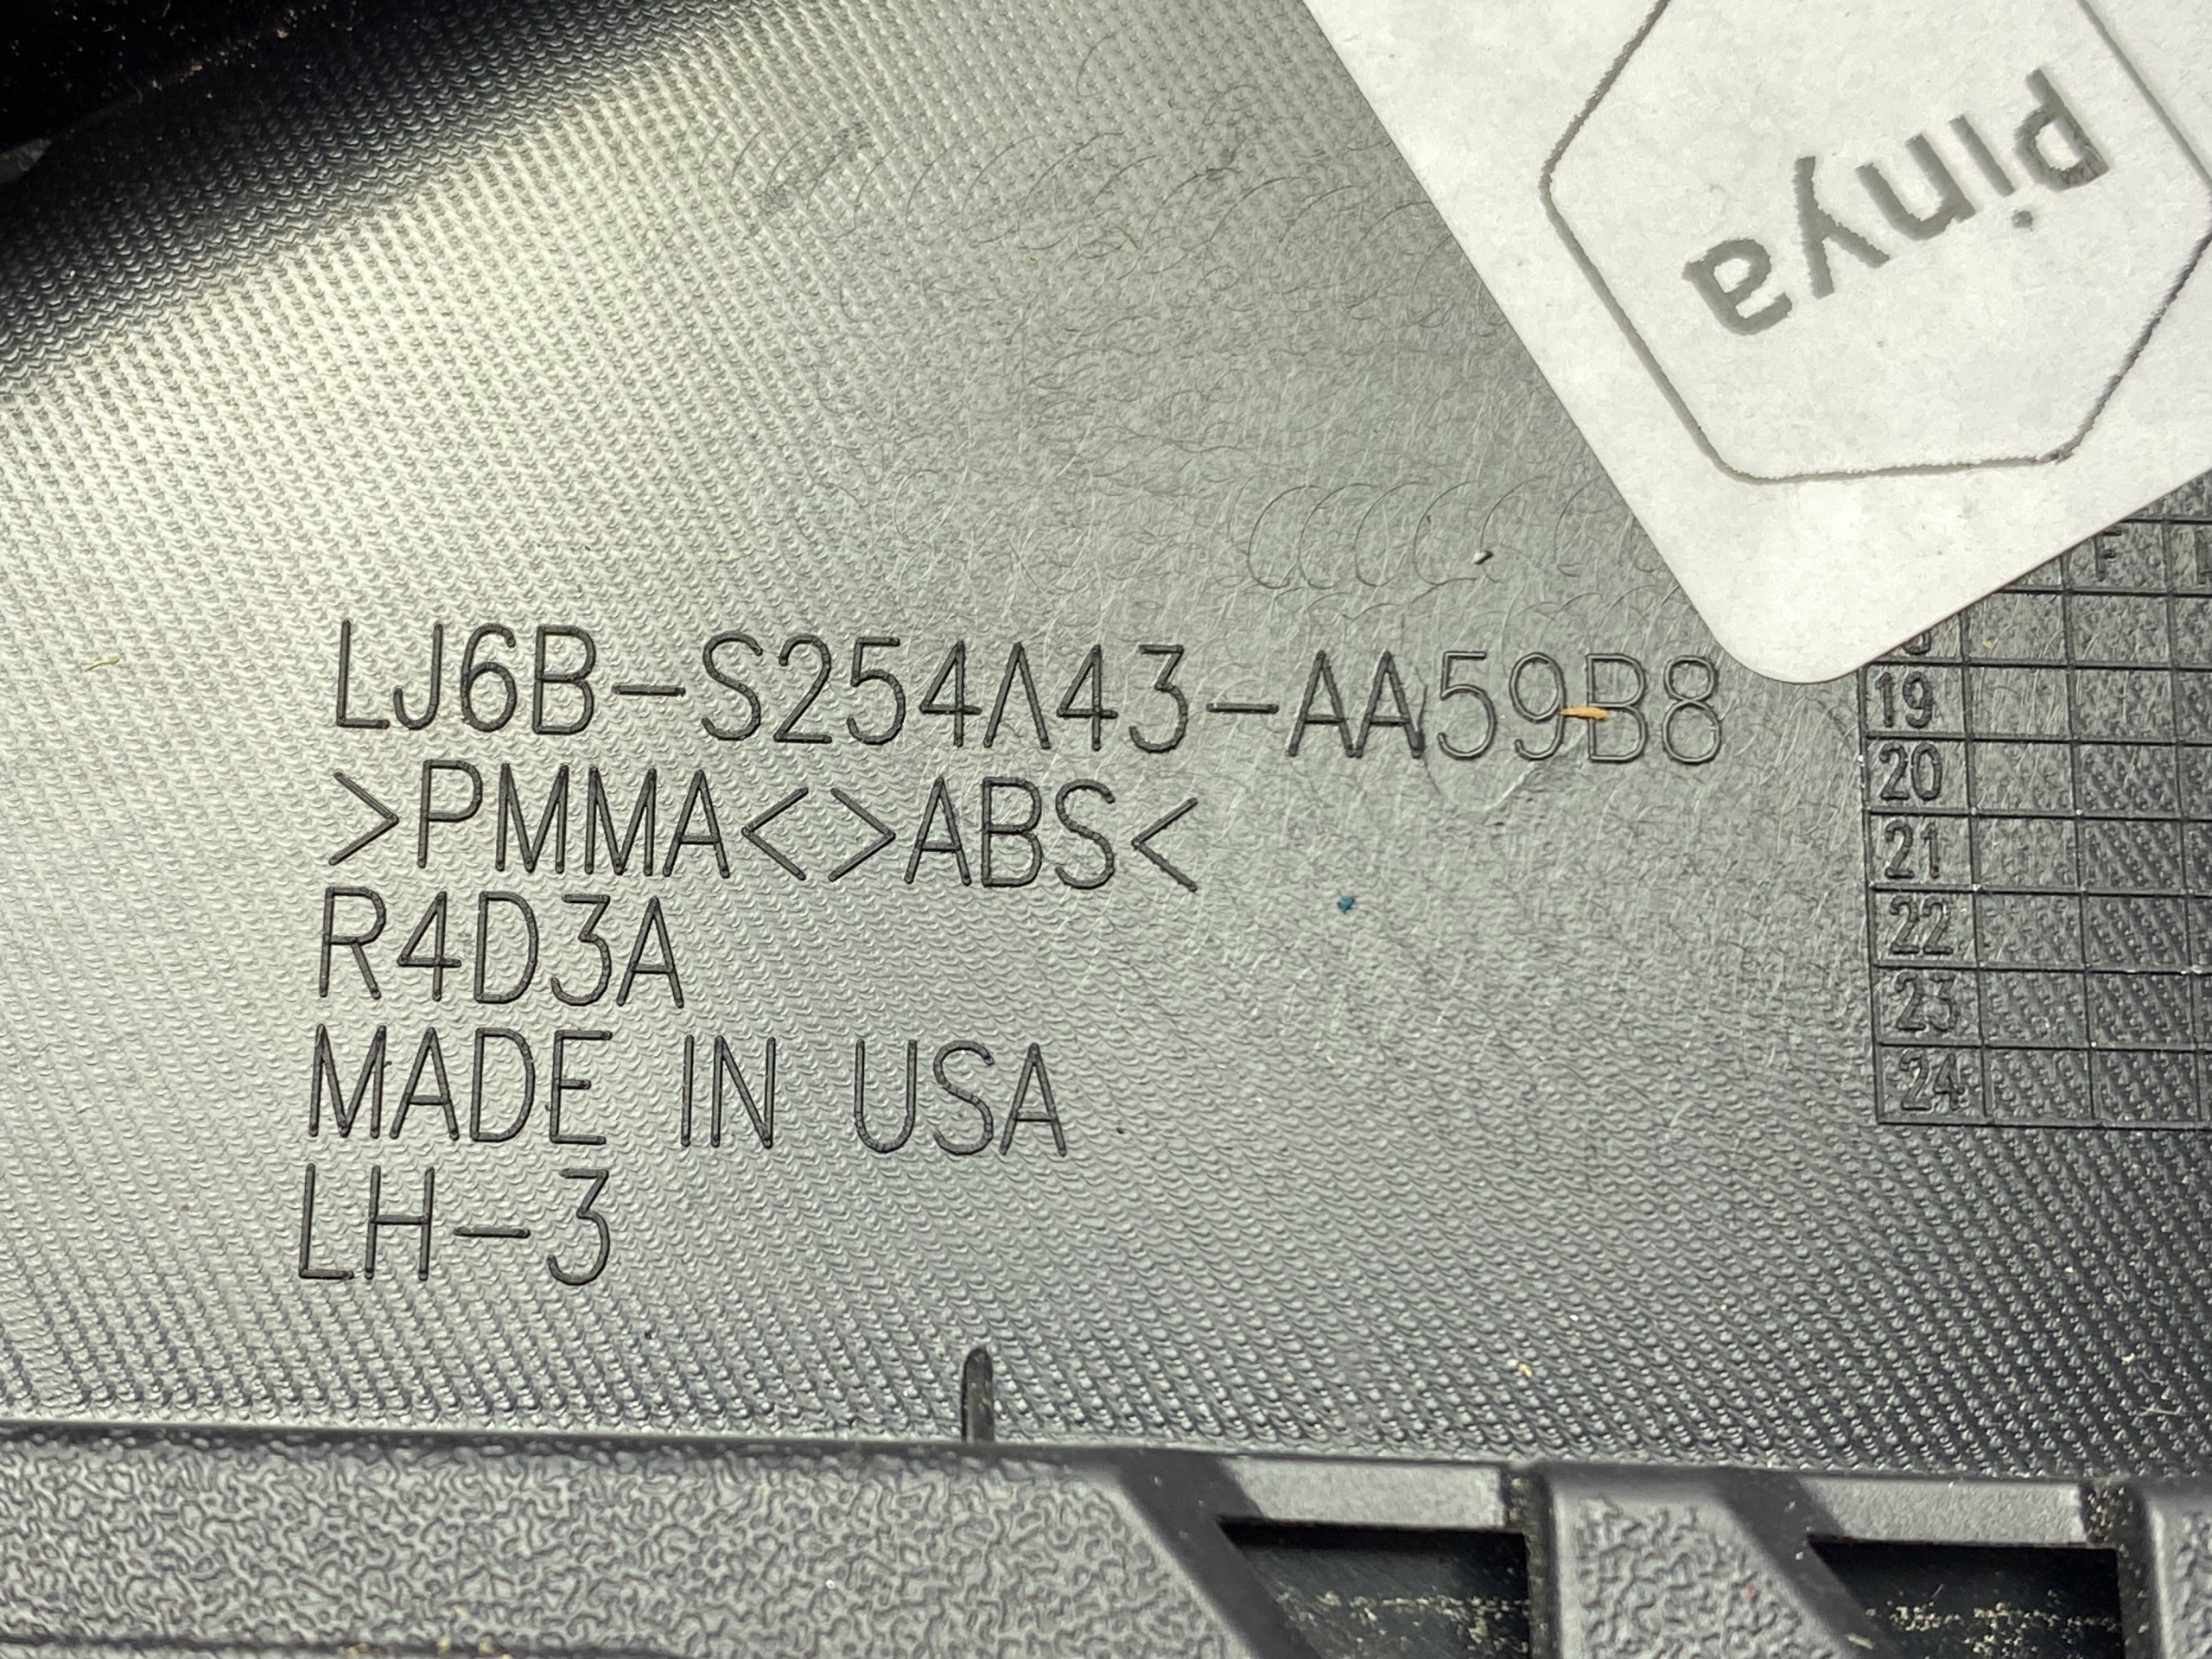 Pinya
LJ6B-S254A43-AA59B8
>PMMA<>ABS<
R4D3A
MADE IN USA
LH-3
F
19
20
21
22
23
24